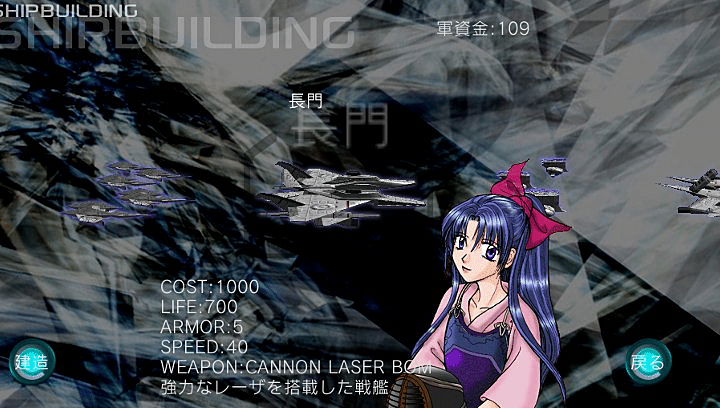 SHIPBUILDING
SHIPBUILDING
軍資金:109
長門
長門
COST:1000
LIFE:700
ARMOR:5
SPEED:40
WEAPON:CANNON LASER BOM
強力なレーザを搭載した戦艦
建造
戻る